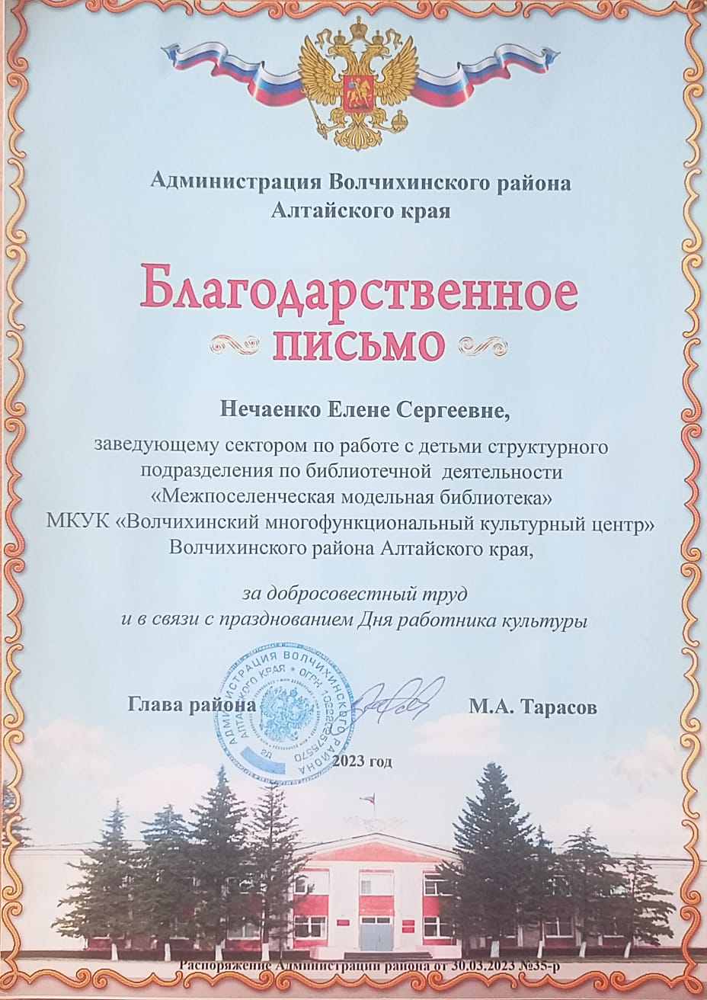 Администрация Волчихинского района
Алтайского края
Благодарственное
письмо
Нечаенко Елене Сергеевне,
заведующему сектором по работе с детьми структурного
подразделения по библиотечной деятельности
«Межпоселенческая модельная библиотека»
МКУК «Волчихинский многофункциональный культурный центр»
Волчихинского района Алтайского края,
за добросовестный труд
и в связи с празднованием Дня работника культуры
АДМИНИСТРАЦИЯ ВОЛЧИХИНСКОГО РАЙОНА
АЛТАЙСКОГО КРАЯ * ОГРН 1022202575570
Глава района
М.А. Тарасов
2023 год
Распоряжение Администрации района от 30.03.2023 №35-р